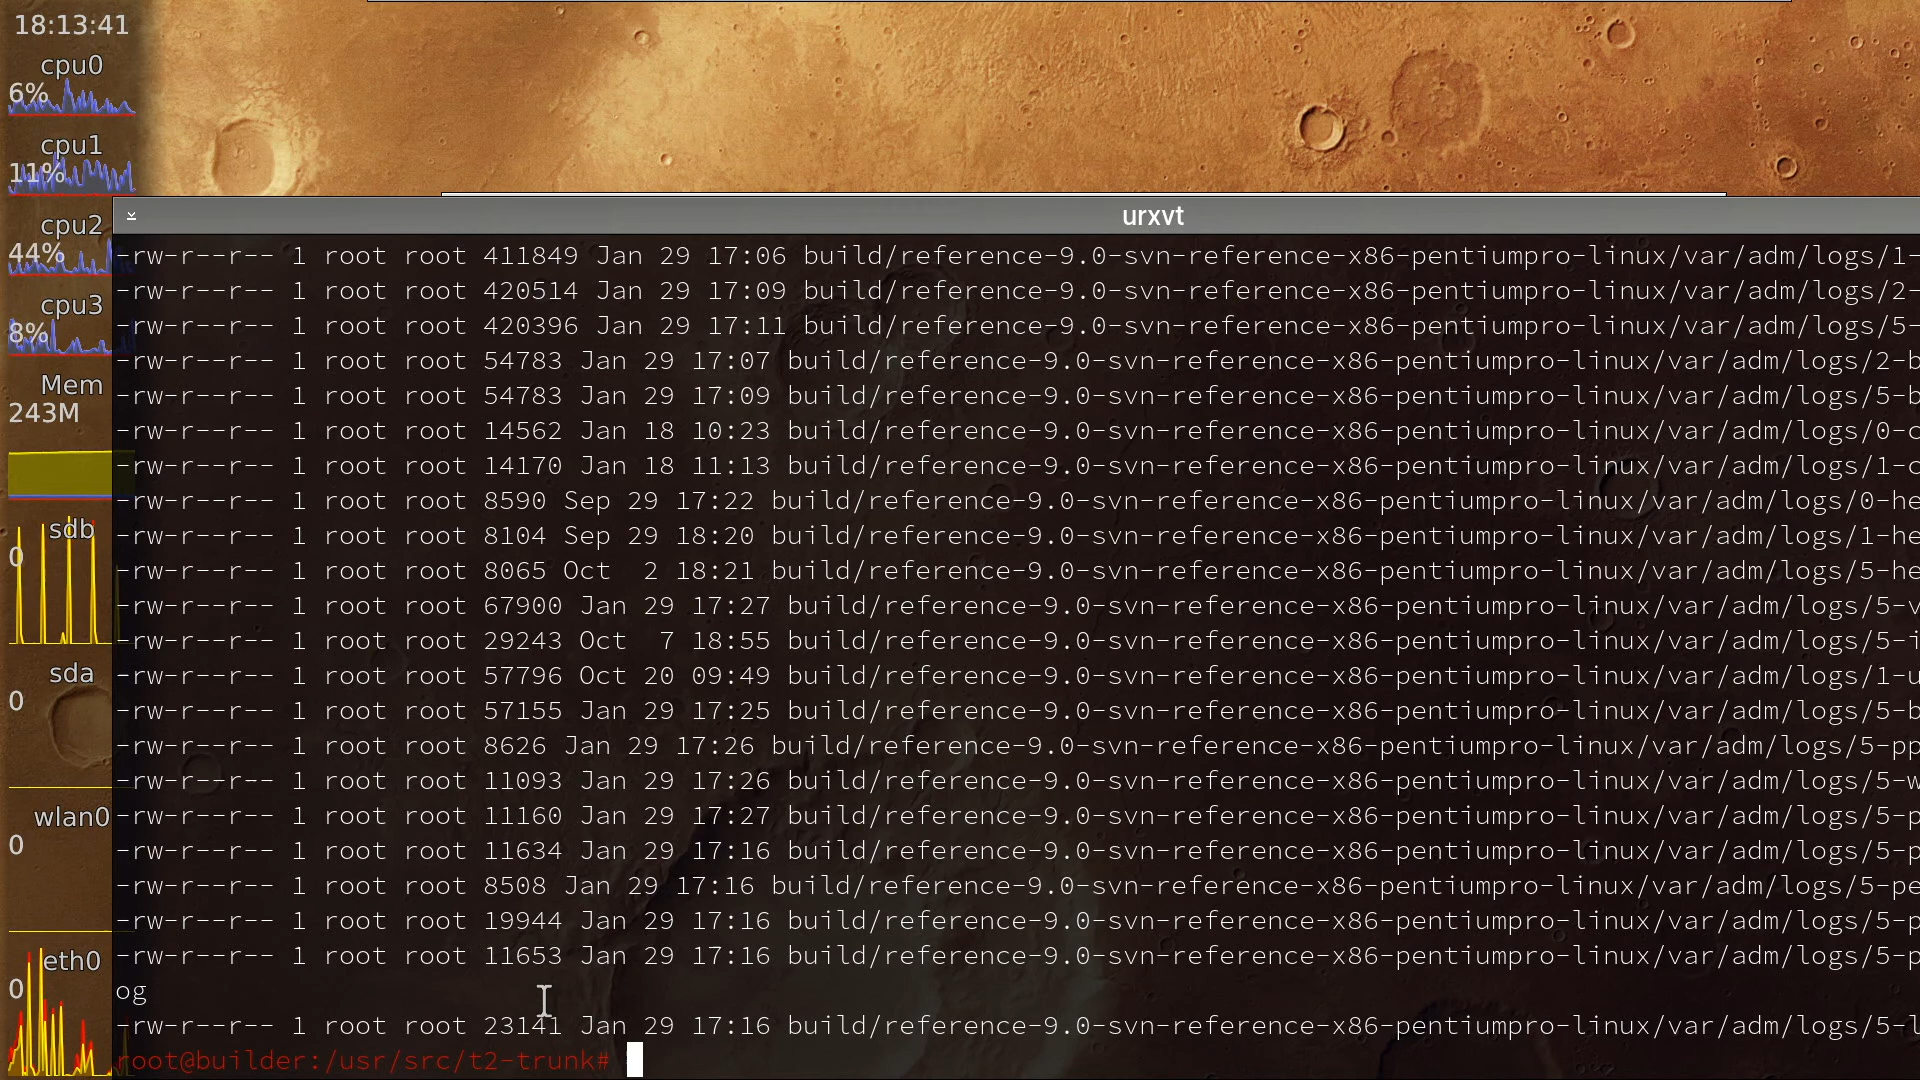 18:13:41
cpu0
6%
cpu1
11%
cpu2
44%
cpu3
8%
Mem
243M
sdb
0
sda
0
wlan0
0
eth0
0
urxvt
-rw-r--r-- 1 root root 411849 Jan 29 17:06 build/reference-9.0-svn-reference-x86-pentiumpro-linux/var/adm/logs/1-
-rw-r--r-- 1 root root 420514 Jan 29 17:09 build/reference-9.0-svn-reference-x86-pentiumpro-linux/var/adm/logs/2-
-rw-r--r-- 1 root root 420396 Jan 29 17:11 build/reference-9.0-svn-reference-x86-pentiumpro-linux/var/adm/logs/5-
-rw-r--r-- 1 root root 54783 Jan 29 17:07 build/reference-9.0-svn-reference-x86-pentiumpro-linux/var/adm/logs/2-b
-rw-r--r-- 1 root root 54783 Jan 29 17:09 build/reference-9.0-svn-reference-x86-pentiumpro-linux/var/adm/logs/5-b
-rw-r--r-- 1 root root 14562 Jan 18 10:23 build/reference-9.0-svn-reference-x86-pentiumpro-linux/var/adm/logs/0-c
-rw-r--r-- 1 root root 14170 Jan 18 11:13 build/reference-9.0-svn-reference-x86-pentiumpro-linux/var/adm/logs/1-c
-rw-r--r-- 1 root root 8590 Sep 29 17:22 build/reference-9.0-svn-reference-x86-pentiumpro-linux/var/adm/logs/0-he
-rw-r--r-- 1 root root 8104 Sep 29 18:20 build/reference-9.0-svn-reference-x86-pentiumpro-linux/var/adm/logs/1-he
-rw-r--r-- 1 root root 8065 Oct  2 18:21 build/reference-9.0-svn-reference-x86-pentiumpro-linux/var/adm/logs/5-he
-rw-r--r-- 1 root root 67900 Jan 29 17:27 build/reference-9.0-svn-reference-x86-pentiumpro-linux/var/adm/logs/5-v
-rw-r--r-- 1 root root 29243 Oct  7 18:55 build/reference-9.0-svn-reference-x86-pentiumpro-linux/var/adm/logs/5-i
-rw-r--r-- 1 root root 57796 Oct 20 09:49 build/reference-9.0-svn-reference-x86-pentiumpro-linux/var/adm/logs/1-u
-rw-r--r-- 1 root root 57155 Jan 29 17:25 build/reference-9.0-svn-reference-x86-pentiumpro-linux/var/adm/logs/5-b
-rw-r--r-- 1 root root 8626 Jan 29 17:26 build/reference-9.0-svn-reference-x86-pentiumpro-linux/var/adm/logs/5-pp
-rw-r--r-- 1 root root 11093 Jan 29 17:26 build/reference-9.0-svn-reference-x86-pentiumpro-linux/var/adm/logs/5-w
-rw-r--r-- 1 root root 11160 Jan 29 17:27 build/reference-9.0-svn-reference-x86-pentiumpro-linux/var/adm/logs/5-p
-rw-r--r-- 1 root root 11634 Jan 29 17:16 build/reference-9.0-svn-reference-x86-pentiumpro-linux/var/adm/logs/5-p
-rw-r--r-- 1 root root 8508 Jan 29 17:16 build/reference-9.0-svn-reference-x86-pentiumpro-linux/var/adm/logs/5-pe
-rw-r--r-- 1 root root 19944 Jan 29 17:16 build/reference-9.0-svn-reference-x86-pentiumpro-linux/var/adm/logs/5-p
-rw-r--r-- 1 root root 11653 Jan 29 17:16 build/reference-9.0-svn-reference-x86-pentiumpro-linux/var/adm/logs/5-p
og
-rw-r--r-- 1 root root 23141 Jan 29 17:16 build/reference-9.0-svn-reference-x86-pentiumpro-linux/var/adm/logs/5-l
root@builder:/usr/src/t2-trunk#